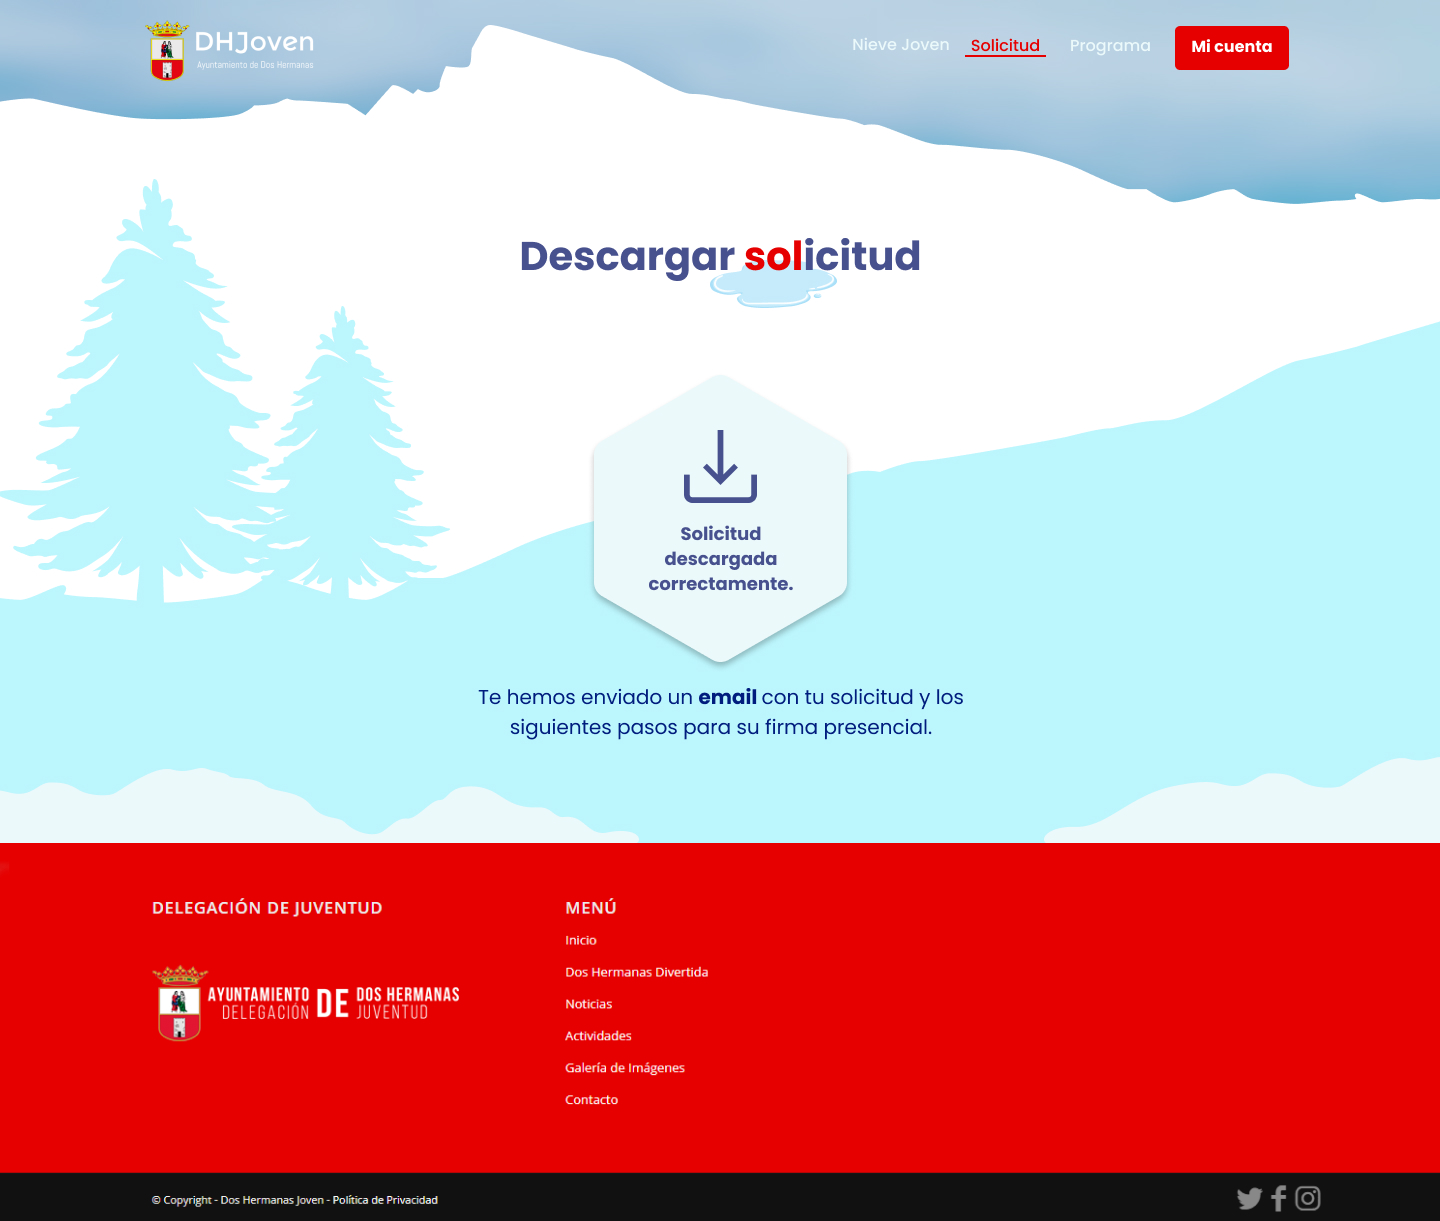 DHJoven
Ayuntamiento de Dos Hermanas
Nieve Joven
Solicitud
Programa
Mi cuenta
Descargar solicitud
Solicitud
descargada
correctamente.
Te hemos enviado un email con tu solicitud y los
siguientes pasos para su firma presencial.
DELEGACIÓN DE JUVENTUD
AYUNTAMIENTO DE DOS HERMANAS
DELEGACIÓN JUVENTUD
MENÚ
Inicio
Dos Hermanas Divertida
Noticias
Actividades
Galería de Imágenes
Contacto
© Copyright - Dos Hermanas Joven - Política de Privacidad